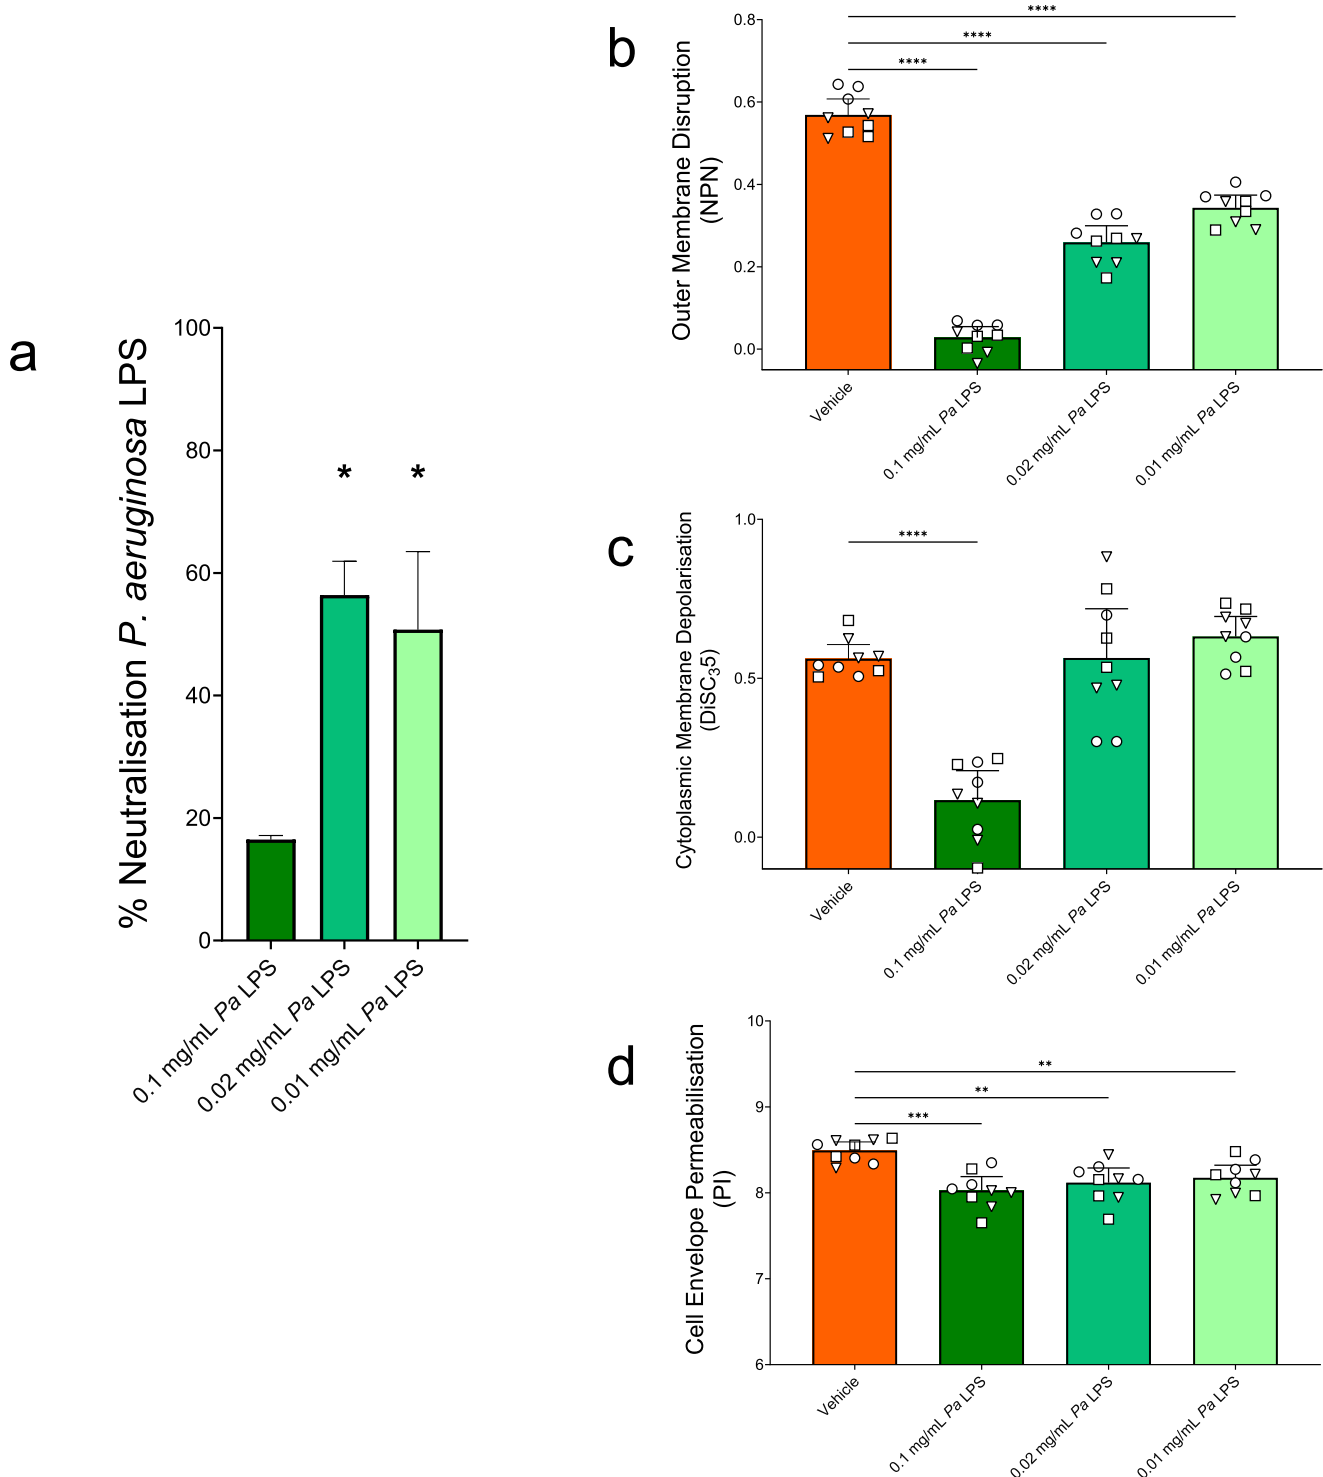 a
% Neutralisation P. aeruginosa LPS
100
80
60
40
20
0
*
*
0.1 mg/mL Pa LPS
0.02 mg/mL Pa LPS
0.01 mg/mL Pa LPS
b
Outer Membrane Disruption
(NPN)
0.8
0.6
0.4
0.2
0.0
****
****
****
Vehicle
0.1 mg/mL Pa LPS
0.02 mg/mL Pa LPS
0.01 mg/mL Pa LPS
c
Cytoplasmic Membrane Depolarisation
(DiSC₃5)
1.0
0.5
0.0
****
Vehicle
0.1 mg/mL Pa LPS
0.02 mg/mL Pa LPS
0.01 mg/mL Pa LPS
d
Cell Envelope Permeabilisation
(PI)
10
9
8
7
6
**
**
***
Vehicle
0.1 mg/mL Pa LPS
0.02 mg/mL Pa LPS
0.01 mg/mL Pa LPS